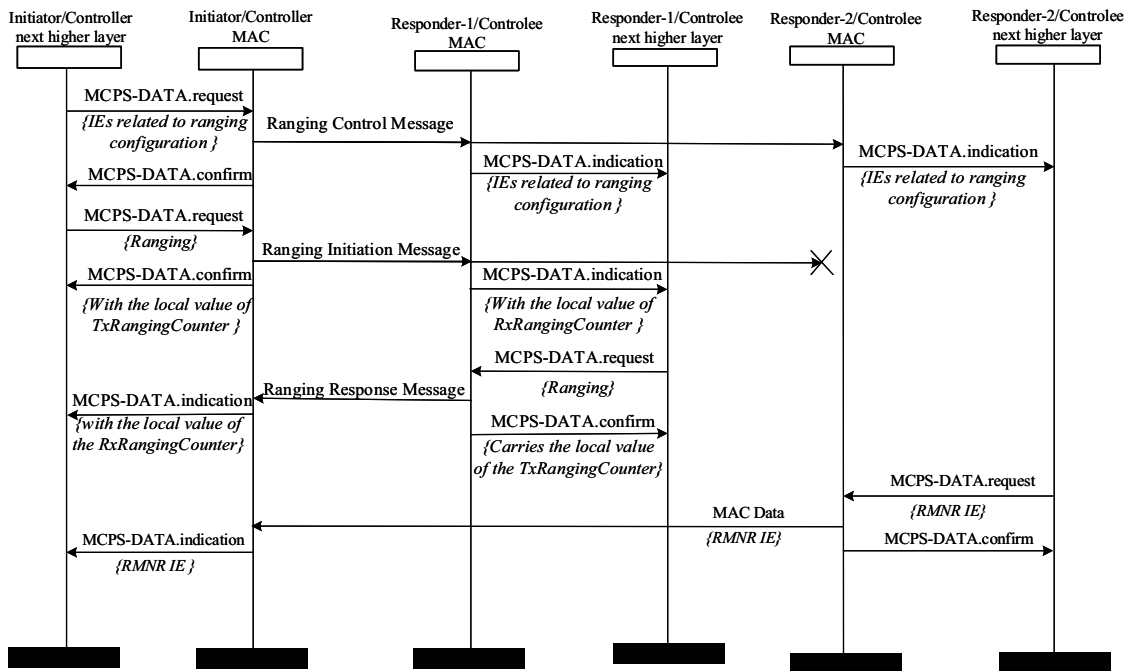 Initiator/Controller
next higher layer
Initiator/Controller
MAC
Responder-1/Controlee
MAC
Responder-1/Controlee
next higher layer
Responder-2/Controlee
MAC
Responder-2/Controlee
next higher layer
MCPS-DATA.request
{IEs related to ranging
configuration }
Ranging Control Message
MCPS-DATA.indication
{IEs related to ranging
configuration }
MCPS-DATA.indication
{IEs related to ranging
configuration }
MCPS-DATA.confirm
MCPS-DATA.request
{Ranging}
Ranging Initiation Message
MCPS-DATA.confirm
{With the local value of
TxRangingCounter }
MCPS-DATA.indication
{With the local value of
RxRangingCounter }
MCPS-DATA.request
{Ranging}
Ranging Response Message
MCPS-DATA.indication
{with the local value of
the RxRangingCounter}
MCPS-DATA.confirm
{Carries the local value
of the TxRangingCounter}
MCPS-DATA.request
{RMNR IE}
MAC Data
{RMNR IE}
MCPS-DATA.indication
{RMNR IE }
MCPS-DATA.confirm